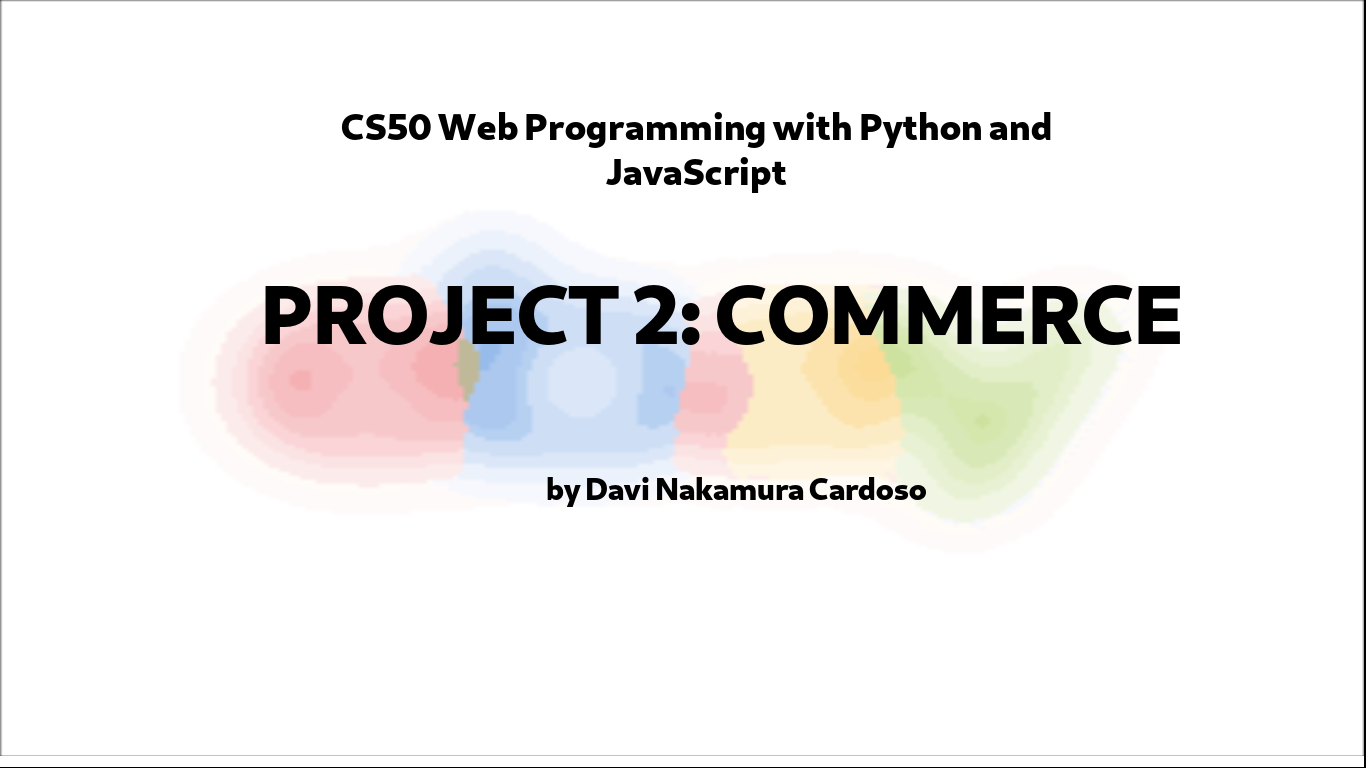 CS50 Web Programming with Python and
JavaScript
PROJECT 2: COMMERCE
by Davi Nakamura Cardoso